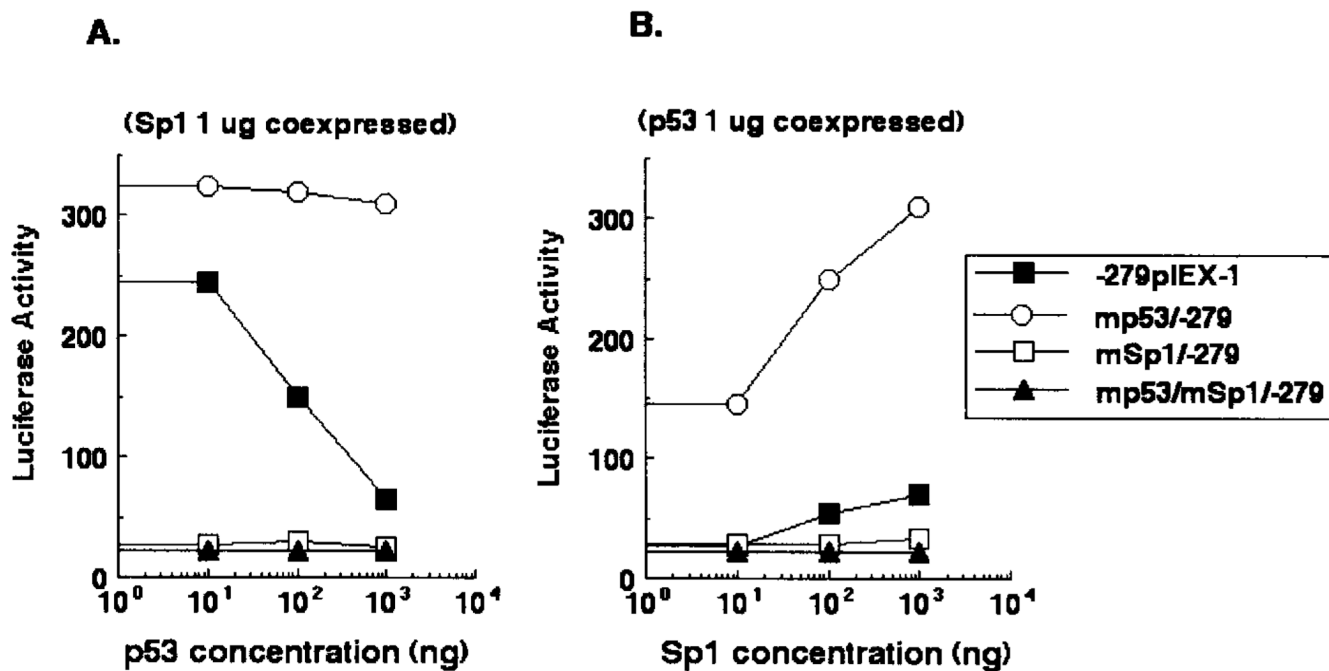 A.
(Sp1 1 ug coexpressed)
Luciferase Activity
300
200
100
0
10^0 10^1 10^2 10^3 10^4
p53 concentration (ng)
B.
(p53 1 ug coexpressed)
Luciferase Activity
300
200
100
0
10^0 10^1 10^2 10^3 10^4
Sp1 concentration (ng)
-279pIEX-1
mp53/-279
mSp1/-279
mp53/mSp1/-279